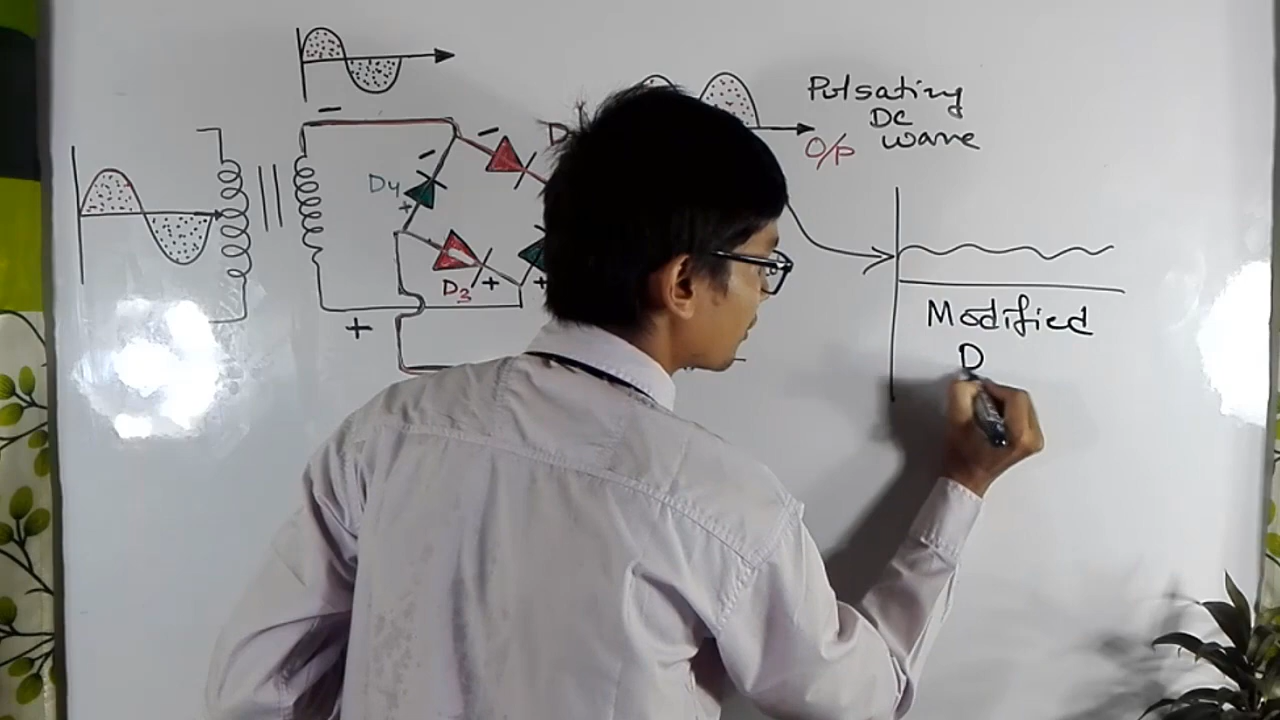 Pulsating
DC
wave
O/P
D4
D3
Modified
D